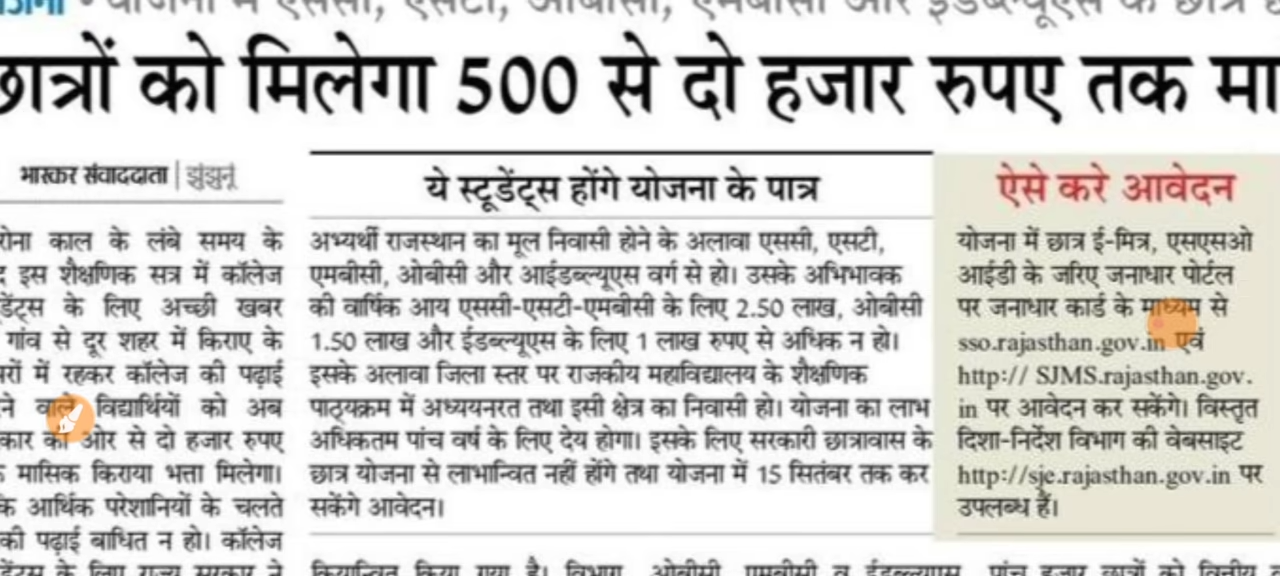 छात्रों को मिलेगा 500 से दो हजार रुपए तक
भास्कर संवाददाता | झुंझुनूं
काल के लंबे समय के
इस शैक्षणिक सत्र में कॉलेज
के लिए अच्छी खबर
गांव से दूर शहर में किराए के
में रहकर कॉलेज की पढ़ाई
वाले विद्यार्थियों को अब
की ओर से दो हजार रुपए
मासिक किराया भत्ता मिलेगा।
आर्थिक परेशानियों के चलते
की पढ़ाई बाधित न हो। कॉलेज
ये स्टूडेंट्स होंगे योजना के पात्र
अभ्यर्थी राजस्थान का मूल निवासी होने के अलावा एससी, एसटी,
एमबीसी, ओबीसी और आईडब्ल्यूएस वर्ग से हो। उसके अभिभावक
की वार्षिक आय एससी-एसटी-एमबीसी के लिए 2.50 लाख, ओबीसी
1.50 लाख और ईडब्ल्यूएस के लिए 1 लाख रुपए से अधिक न हो।
इसके अलावा जिला स्तर पर राजकीय महाविद्यालय के शैक्षणिक
पाठ्यक्रम में अध्ययनरत तथा इसी क्षेत्र का निवासी हो। योजना का लाभ
अधिकतम पांच वर्ष के लिए देय होगा। इसके लिए सरकारी छात्रावास के
छात्र योजना से लाभान्वित नहीं होंगे तथा योजना में 15 सितंबर तक कर
सकेंगे आवेदन।
ऐसे करे आवेदन
योजना में छात्र ई-मित्र, एसएसओ
आईडी के जरिए जनाधार पोर्टल
पर जनाधार कार्ड के माध्यम से
sso.rajasthan.gov.in एवं
http:// SJMS.rajasthan.gov.
in पर आवेदन कर सकेंगे। विस्तृत
दिशा-निर्देश विभाग की वेबसाइट
http://sje.rajasthan.gov.in पर
उपलब्ध हैं।